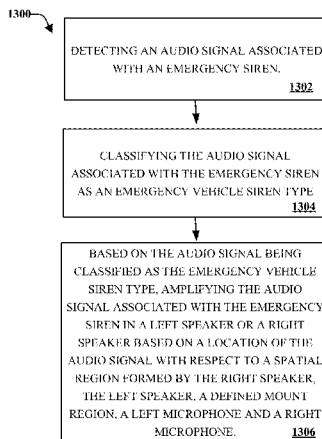 1300
DETECTING AN AUDIO SIGNAL ASSOCIATED
WITH AN EMERGENCY SIREN.
1302
CLASSIFYING THE AUDIO SIGNAL
ASSOCIATED WITH THE EMERGENCY SIREN
AS AN EMERGENCY VEHICLE SIREN TYPE
1304
BASED ON THE AUDIO SIGNAL BEING
CLASSIFIED AS THE EMERGENCY VEHICLE
SIREN TYPE, AMPLIFYING THE AUDIO
SIGNAL ASSOCIATED WITH THE EMERGENCY
SIREN IN A LEFT SPEAKER OR A RIGHT
SPEAKER BASED ON A LOCATION OF THE
AUDIO SIGNAL WITH RESPECT TO A SPATIAL
REGION FORMED BY THE RIGHT SPEAKER,
THE LEFT SPEAKER, A DEFINED MOUNT
REGION, A LEFT MICROPHONE AND A RIGHT
MICROPHONE. 1306